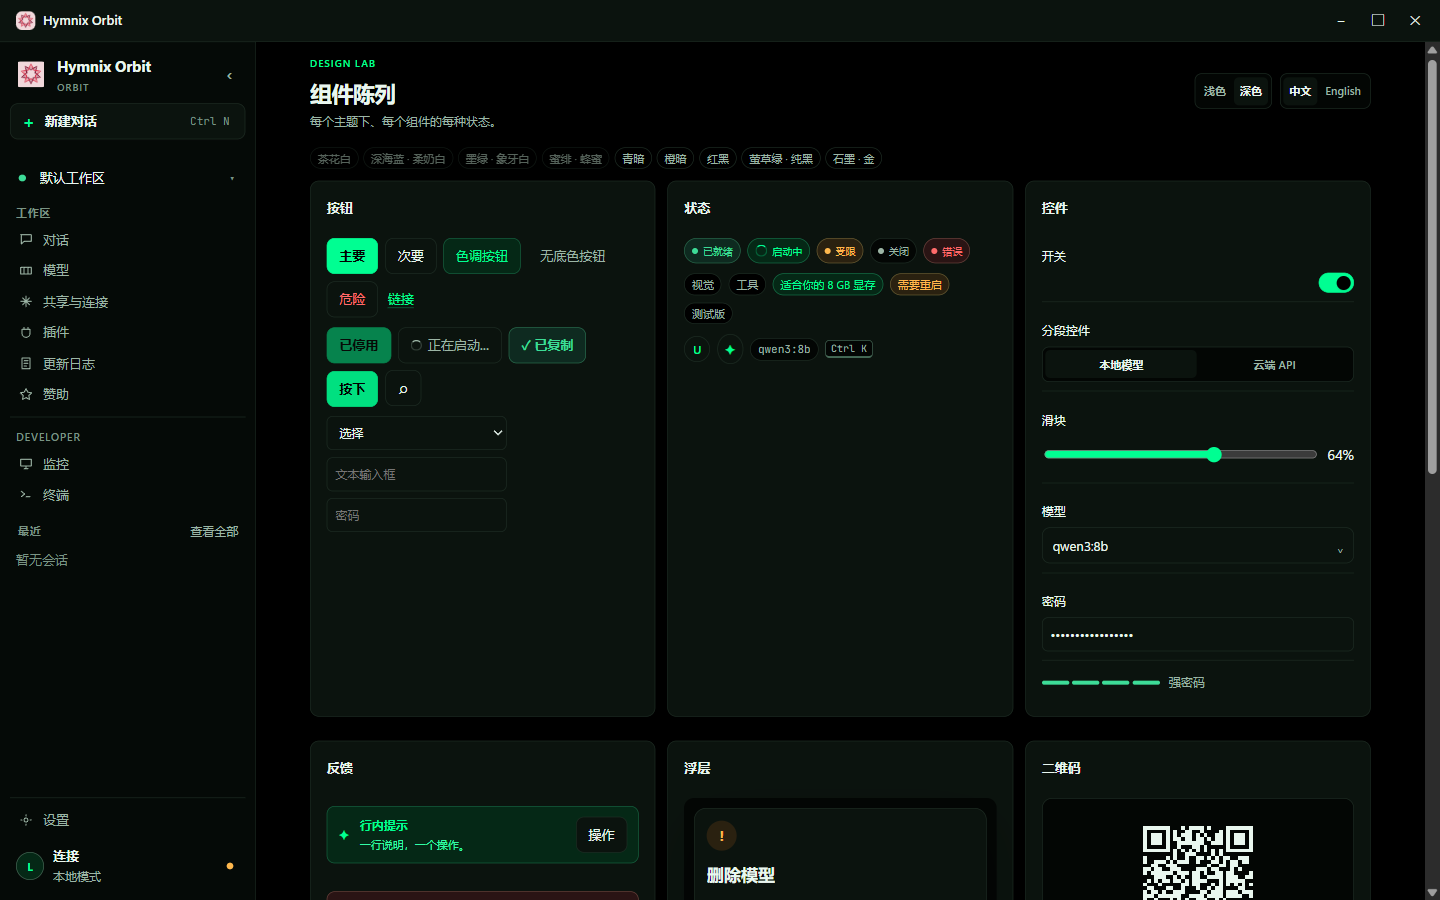 Hymnix Orbit
Hymnix Orbit
ORBIT
+ 新建对话 Ctrl N
默认工作区
工作区
对话
模型
共享与连接
插件
更新日志
赞助
DEVELOPER
监控
终端
最近 查看全部
暂无会话
设置
L 连接
本地模式
DESIGN LAB
组件陈列
每个主题下、每个组件的每种状态。
浅色 深色 中文 English
茶花白 深海蓝 · 柔奶白 墨绿 · 象牙白 蜜绯 · 蜂蜜 青暗 橙暗 红黑 萤草绿 · 纯黑 石墨 · 金
按钮
主要 次要 色调按钮 无底色按钮
危险 链接
已停用 正在启动... ✓ 已复制
按下
选择
文本输入框
密码
状态
已就绪 启动中 受限 关闭 错误
视觉 工具 适合你的 8 GB 显存 需要重启
测试版
U qwen3:8b Ctrl K
控件
开关
分段控件
本地模型 云端 API
滑块
64%
模型
qwen3:8b
密码
•••••••••••••••••
强密码
反馈
行内提示
一行说明，一个操作。
操作
浮层
!
删除模型
二维码